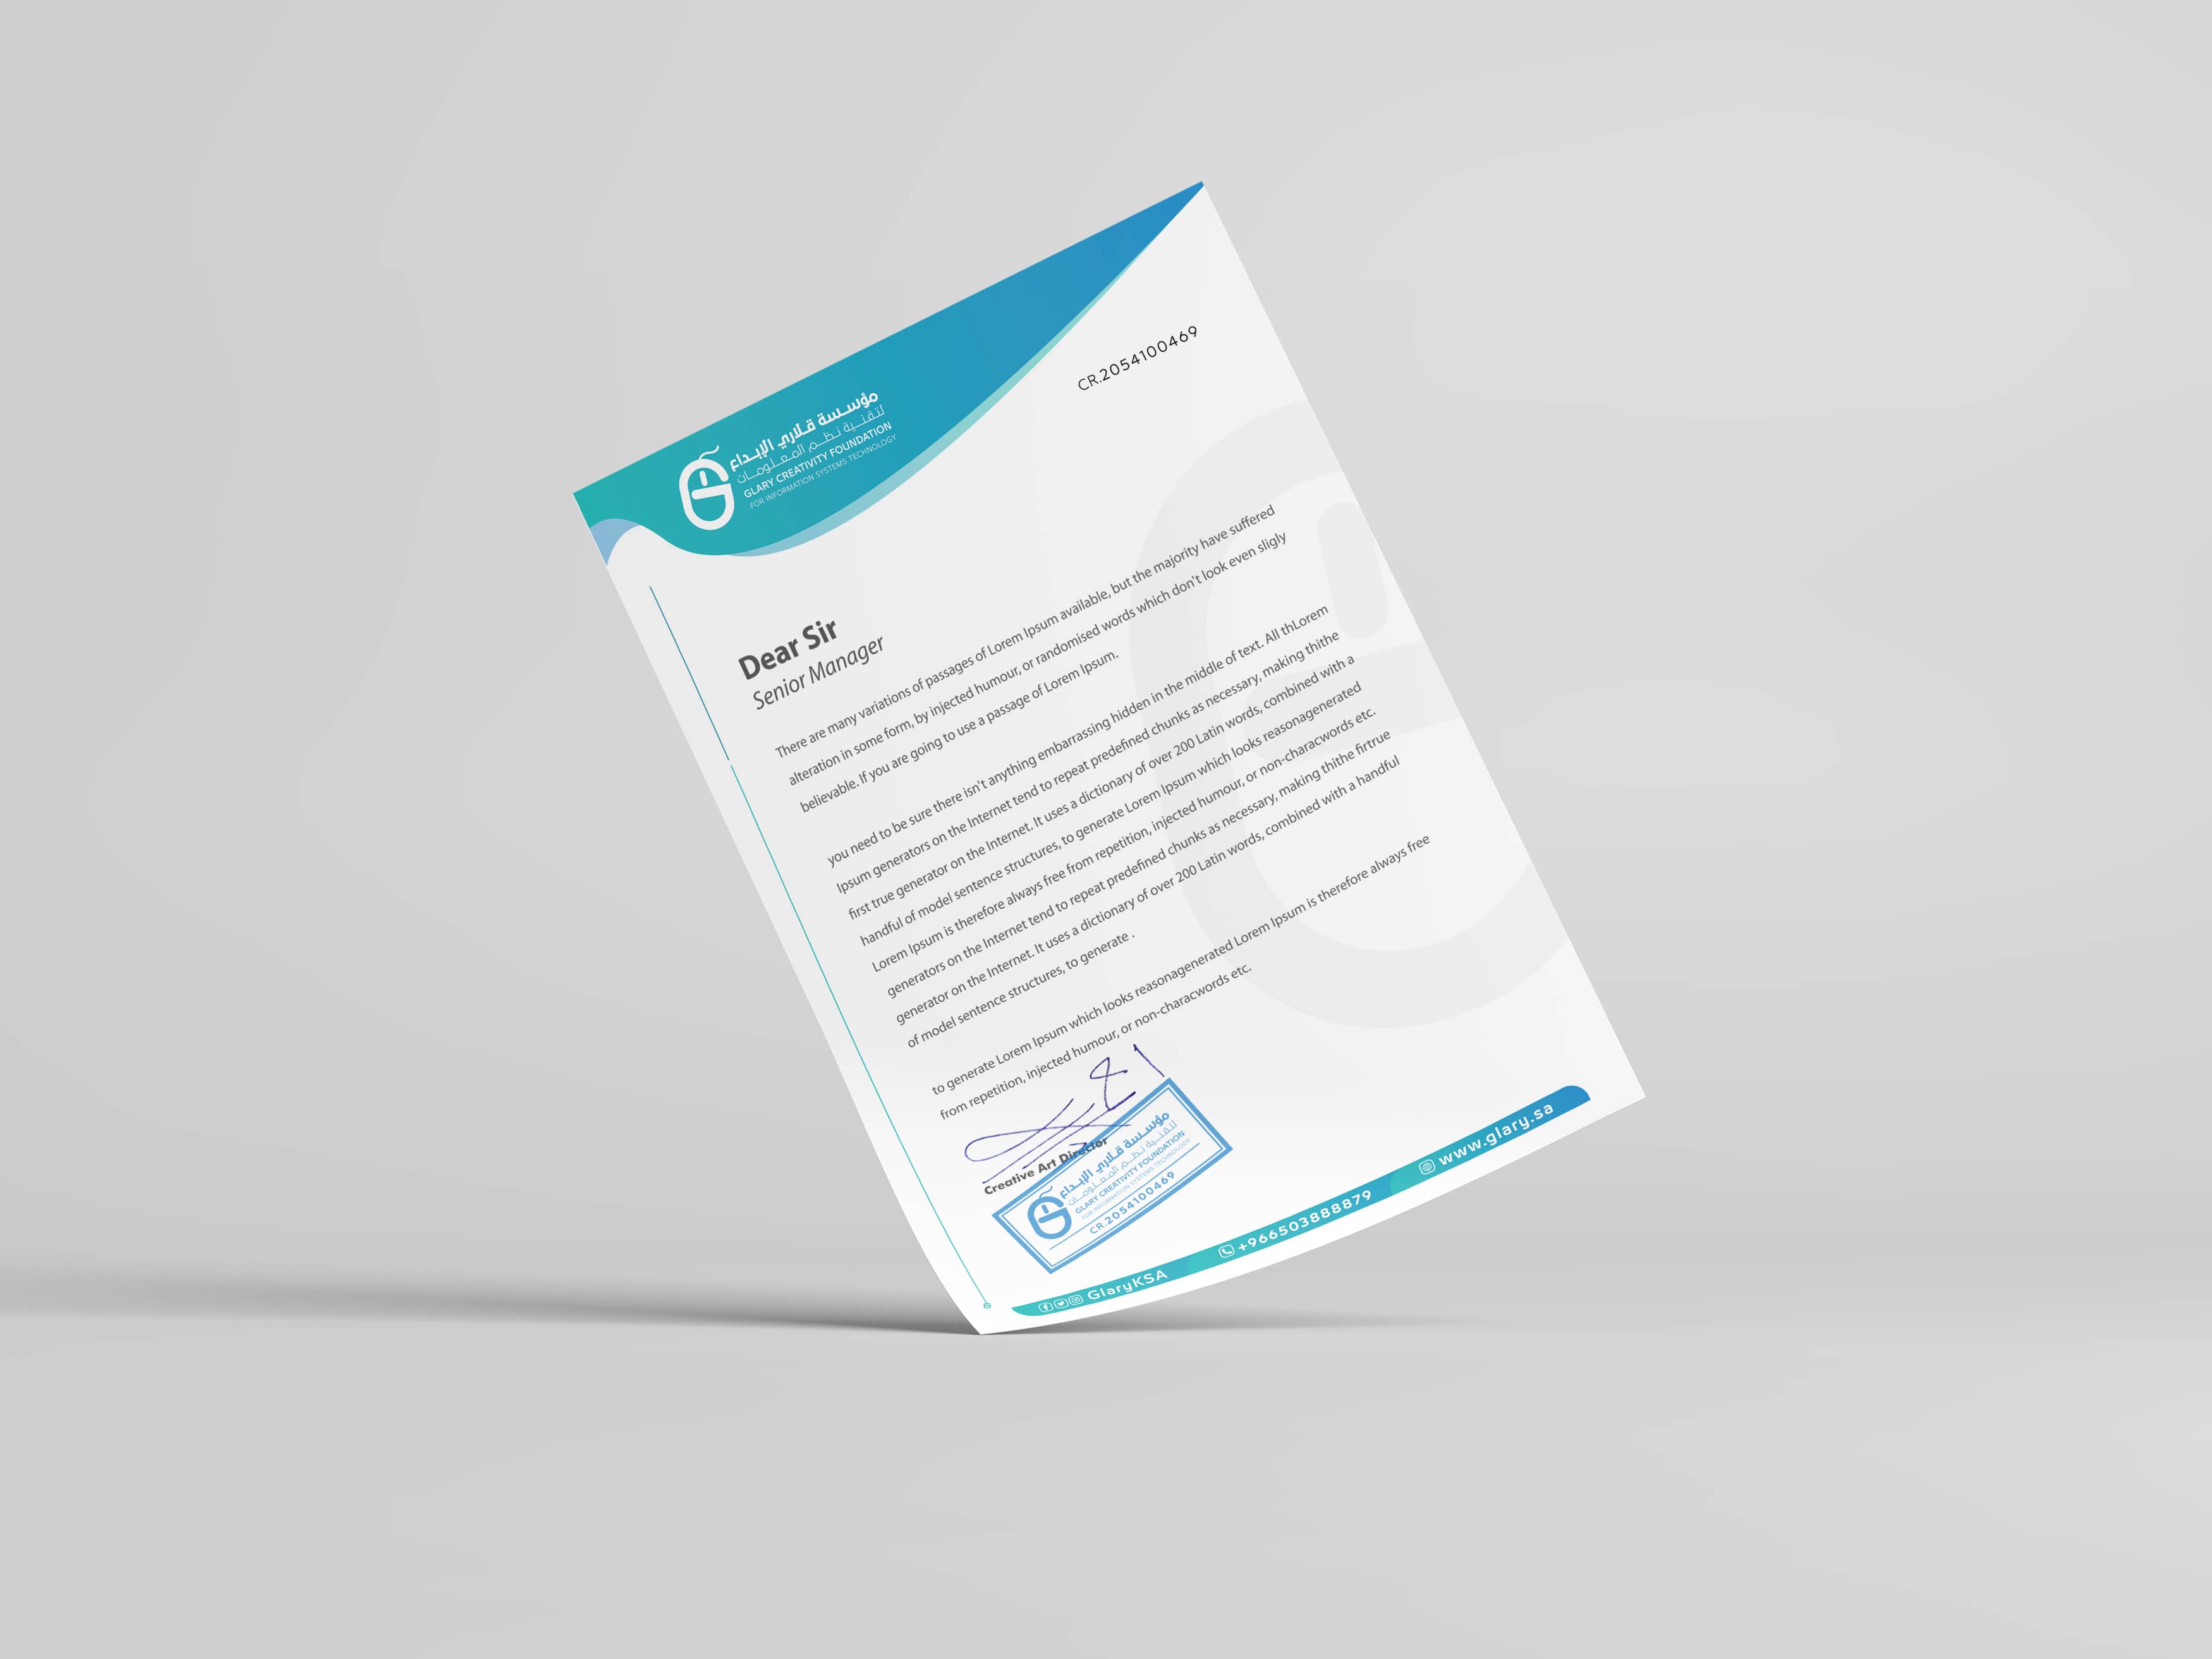 مؤسسة قلاري الإبداع
لتقنية نظم المعلومات
GLARY CREATIVITY FOUNDATION
FOR INFORMATION SYSTEMS TECHNOLOGY
CR.2054100469
Dear Sir
Senior Manager
There are many variations of passages of Lorem Ipsum available, but the majority have suffered
alteration in some form, by injected humour, or randomised words which don't look even sligly
believable. If you are going to use a passage of Lorem Ipsum.
you need to be sure there isn't anything embarrassing hidden in the middle of text. All thLorem
Ipsum generators on the Internet tend to repeat predefined chunks as necessary, making thithe
first true generator on the Internet. It uses a dictionary of over 200 Latin words, combined with a
handful of model sentence structures, to generate Lorem Ipsum which looks reasonagenerated
Lorem Ipsum is therefore always free from repetition, injected humour, or non-characwords etc.
generators on the Internet tend to repeat predefined chunks as necessary, making thithe firtrue
generator on the Internet. It uses a dictionary of over 200 Latin words, combined with a handful
of model sentence structures, to generate .
to generate Lorem Ipsum which looks reasonagenerated Lorem Ipsum is therefore always free
from repetition, injected humour, or non-characwords etc.
Creative Art Director
مؤسسة قلاري الإبداع
لتقنية نظم المعلومات
GLARY CREATIVITY FOUNDATION
FOR INFORMATION SYSTEMS TECHNOLOGY
CR.2054100469
GlaryKSA
+966503888879
www.glary.sa